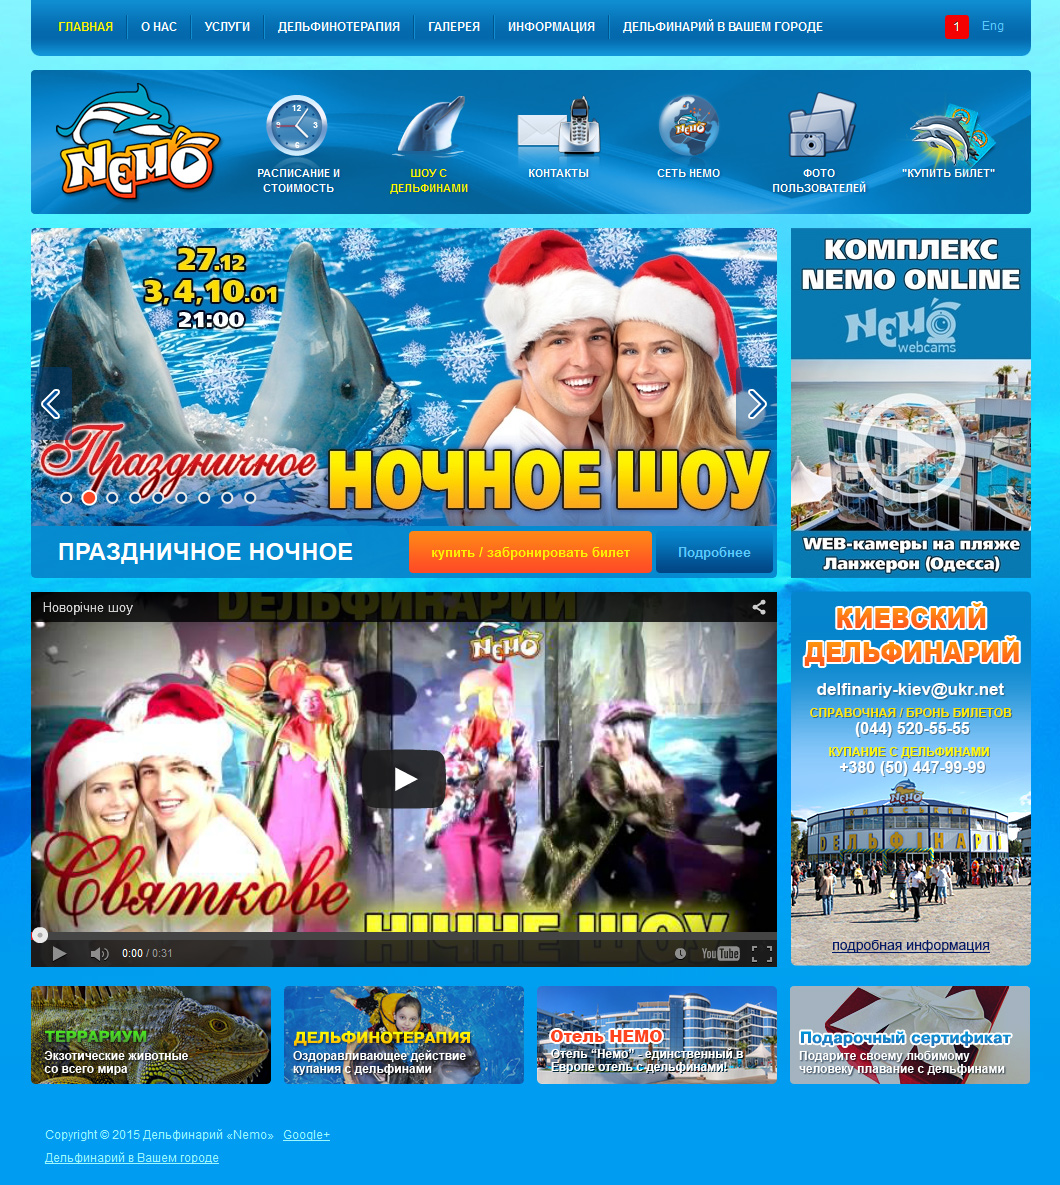 ГЛАВНАЯ О НАС УСЛУГИ ДЕЛЬФИНОТЕРАПИЯ ГАЛЕРЕЯ ИНФОРМАЦИЯ ДЕЛЬФИНАРИЙ В ВАШЕМ ГОРОДЕ 1 Eng
NEMO
РАСПИСАНИЕ И
СТОИМОСТЬ
ШОУ С
ДЕЛЬФИНАМИ
КОНТАКТЫ
СЕТЬ НЕМО
ФОТО
ПОЛЬЗОВАТЕЛЕЙ
"КУПИТЬ БИЛЕТ"
27.12
3,4,10.01
21:00
Праздничное НОЧНОЕ ШОУ
ПРАЗДНИЧНОЕ НОЧНОЕ
купить / забронировать билет
Подробнее
КОМПЛЕКС
NEMO ONLINE
NEMO
webcams
WEB-камеры на пляже
Ланжерон (Одесса)
Новорічне шоу
ДЕЛЬФИНАРИЙ
NEMO
Святкове
НІЧНЕ ШОУ
0:00 / 0:31
YouTube
КИЕВСКИЙ
ДЕЛЬФИНАРИЙ
delfinariy-kiev@ukr.net
СПРАВОЧНАЯ / БРОНЬ БИЛЕТОВ
(044) 520-55-55
КУПАНИЕ С ДЕЛЬФИНАМИ
+380 (50) 447-99-99
NEMO
ДЕЛЬФІНАРІЙ
подробная информация
ТЕРРАРИУМ
Экзотические животные
со всего мира
ДЕЛЬФИНОТЕРАПИЯ
Оздоравливающее действие
купания с дельфинами
Отель НЕМО
Отель "Немо" - единственный в
Европе отель с дельфинами!
Подарочный сертификат
Подарите своему любимому
человеку плавание с дельфинами
Copyright © 2015 Дельфинарий «Nemo» Google+
Дельфинарий в Вашем городе